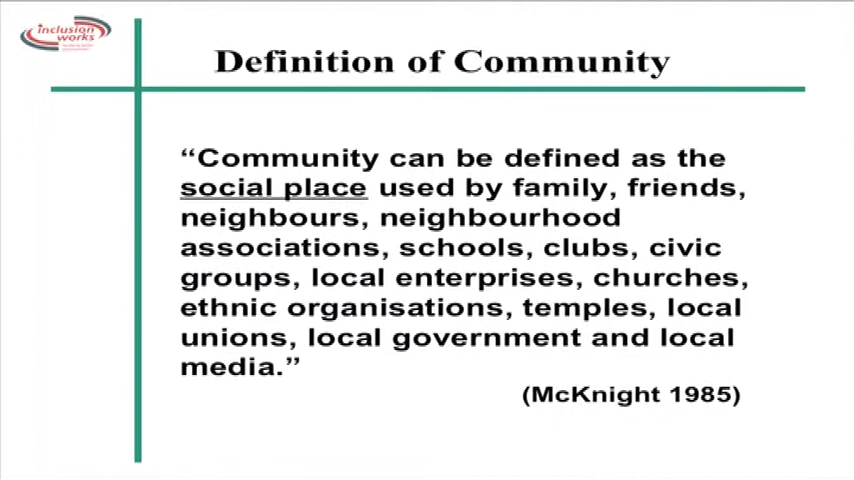 inclusion
works
Definition of Community
“Community can be defined as the
social place used by family, friends,
neighbours, neighbourhood
associations, schools, clubs, civic
groups, local enterprises, churches,
ethnic organisations, temples, local
unions, local government and local
media.”
(McKnight 1985)